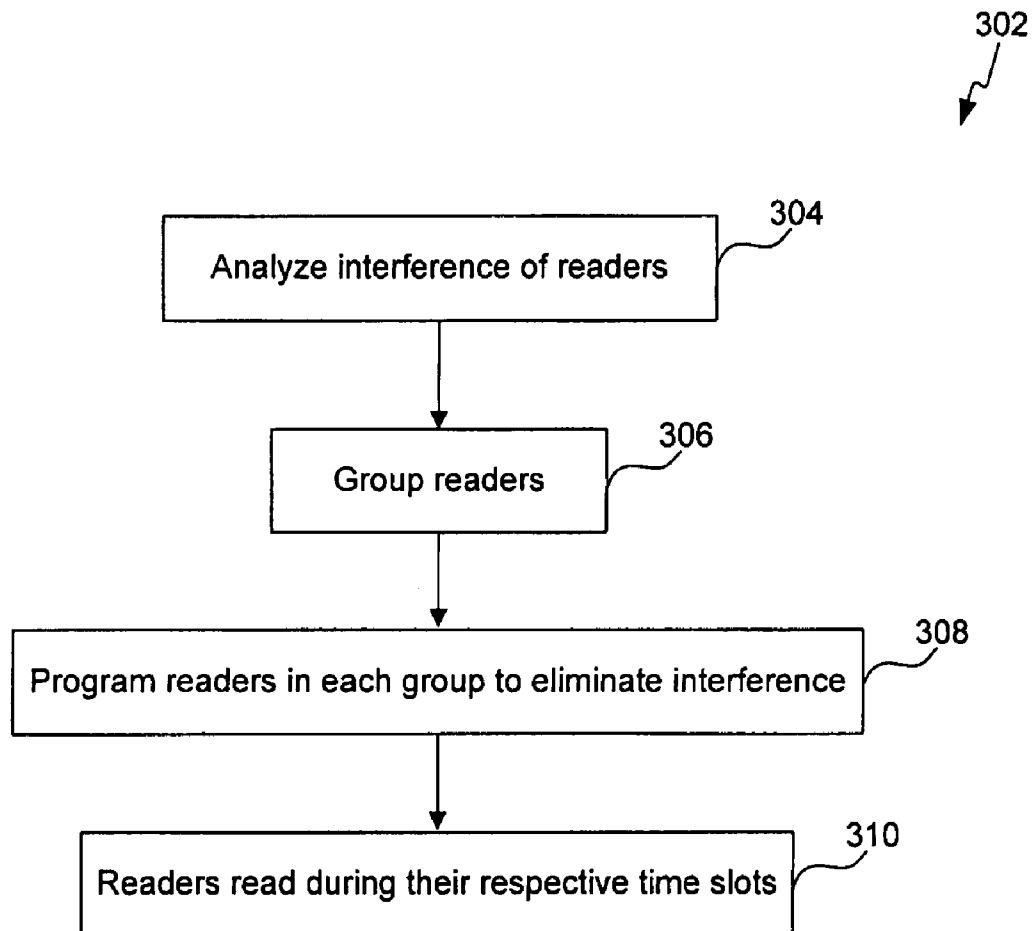 302
304
Analyze interference of readers
306
Group readers
308
Program readers in each group to eliminate interference
310
Readers read during their respective time slots